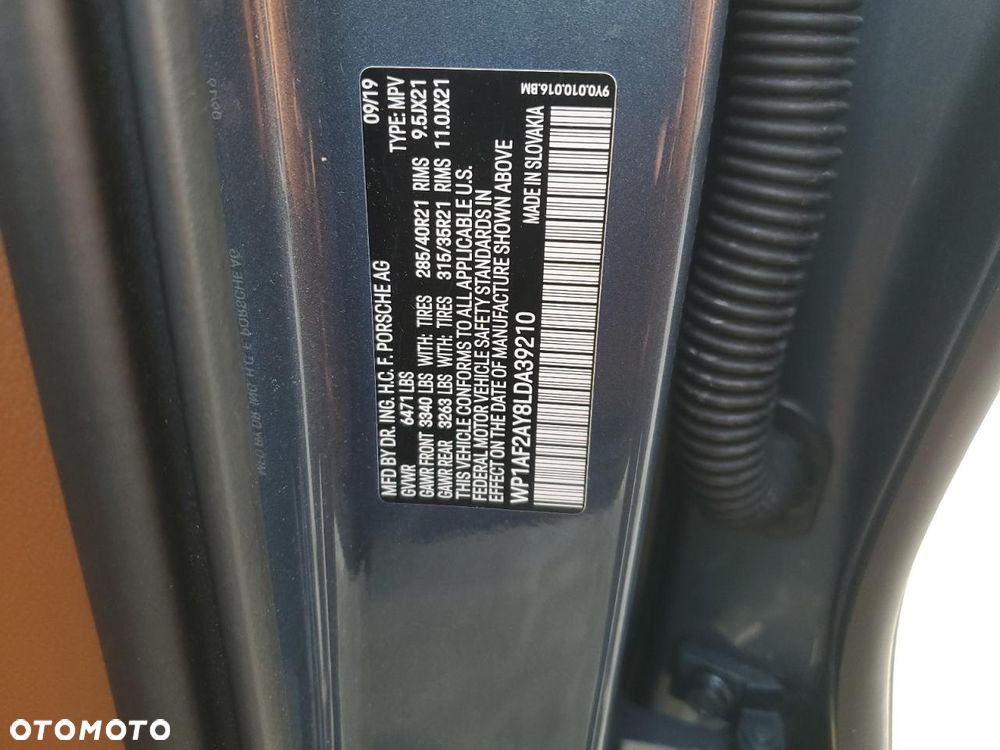 MFD BY DR. ING. H.C. F. PORSCHE AG 09/19
GVWR 6471 LBS TYPE: MPV
GAWR FRONT 3340 LBS WITH: TIRES 285/40R21 RIMS 9.5JX21
GAWR REAR 3263 LBS WITH: TIRES 315/35R21 RIMS 11.0JX21
THIS VEHICLE CONFORMS TO ALL APPLICABLE U.S.
FEDERAL MOTOR VEHICLE SAFETY STANDARDS IN
EFFECT ON THE DATE OF MANUFACTURE SHOWN ABOVE
WP1AF2AY8LDA39210 MADE IN SLOVAKIA
9Y0.010.016.BM
OTOMOTO